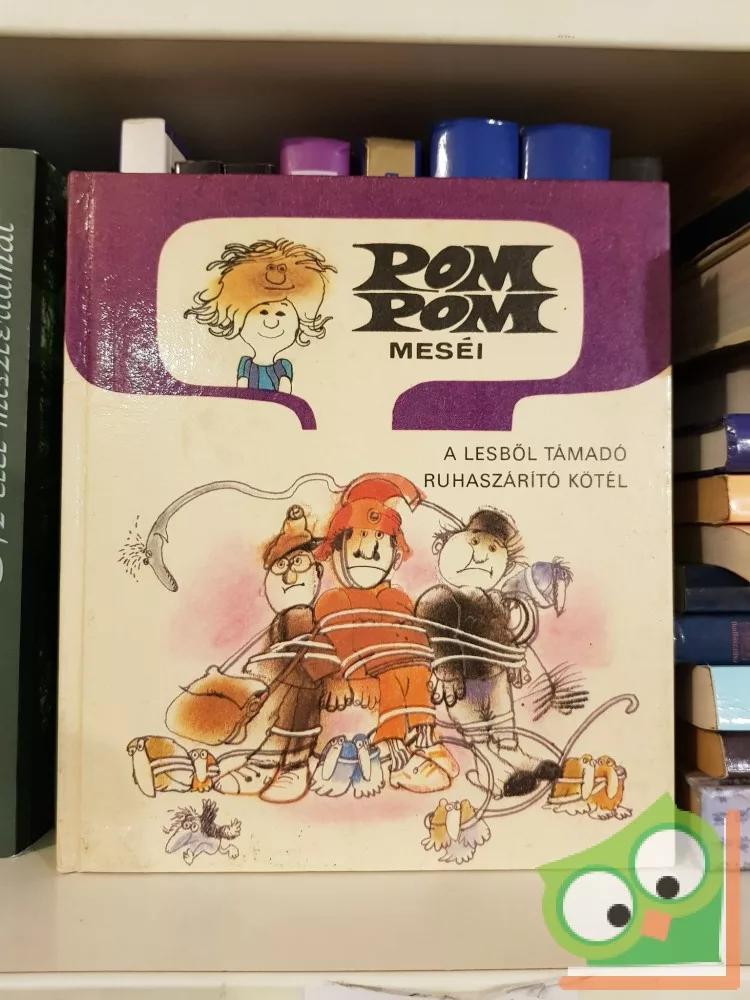 POM
POM
MESÉI
A LESBŐL TÁMADÓ
RUHASZÁRÍTÓ KÖTÉL